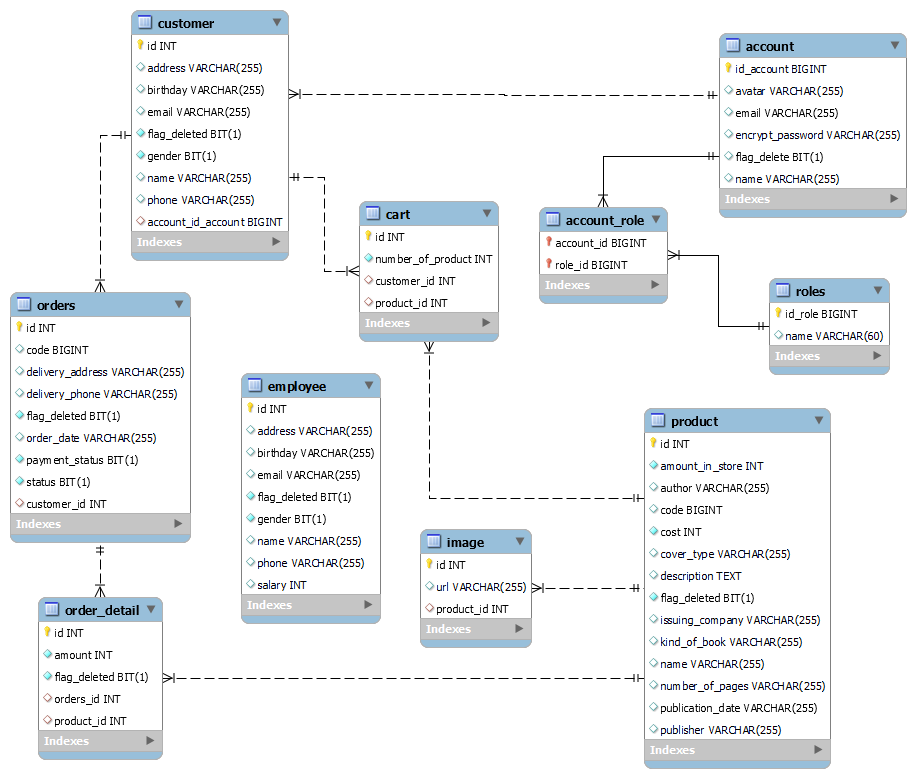 customer
id INT
address VARCHAR(255)
birthday VARCHAR(255)
email VARCHAR(255)
flag_deleted BIT(1)
gender BIT(1)
name VARCHAR(255)
phone VARCHAR(255)
account_id_account BIGINT
Indexes
account
id_account BIGINT
avatar VARCHAR(255)
email VARCHAR(255)
encrypt_password VARCHAR(255)
flag_delete BIT(1)
name VARCHAR(255)
Indexes
cart
id INT
number_of_product INT
customer_id INT
product_id INT
Indexes
account_role
account_id BIGINT
role_id BIGINT
Indexes
roles
id_role BIGINT
name VARCHAR(60)
Indexes
orders
id INT
code BIGINT
delivery_address VARCHAR(255)
delivery_phone VARCHAR(255)
flag_deleted BIT(1)
order_date VARCHAR(255)
payment_status BIT(1)
status BIT(1)
customer_id INT
Indexes
employee
id INT
address VARCHAR(255)
birthday VARCHAR(255)
email VARCHAR(255)
flag_deleted BIT(1)
gender BIT(1)
name VARCHAR(255)
phone VARCHAR(255)
salary INT
Indexes
product
id INT
amount_in_store INT
author VARCHAR(255)
code BIGINT
cost INT
cover_type VARCHAR(255)
description TEXT
flag_deleted BIT(1)
issuing_company VARCHAR(255)
kind_of_book VARCHAR(255)
name VARCHAR(255)
number_of_pages VARCHAR(255)
publication_date VARCHAR(255)
publisher VARCHAR(255)
Indexes
image
id INT
url VARCHAR(255)
product_id INT
Indexes
order_detail
id INT
amount INT
flag_deleted BIT(1)
orders_id INT
product_id INT
Indexes